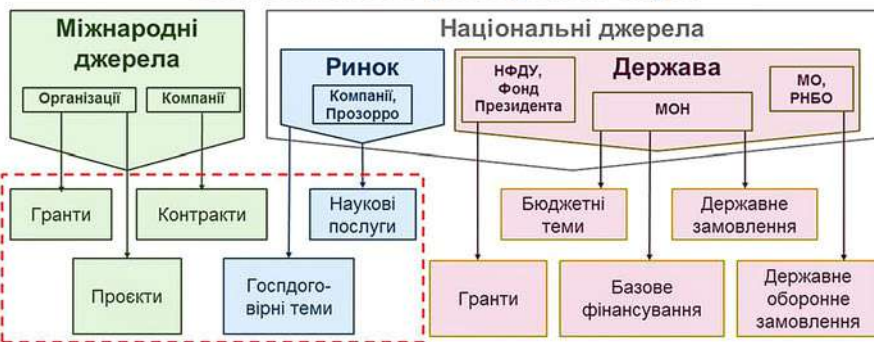 Міжнародні
джерела
Організації
Компанії
Національні джерела
Ринок
Компанії,
Прозорро
НФДУ,
Фонд
Президента
Держава
МОН
МО,
РНБО
Гранти
Контракти
Наукові
послуги
Бюджетні
теми
Державне
замовлення
Проєкти
Госпдого-
вірні теми
Гранти
Базове
фінансування
Державне
оборонне
замовлення